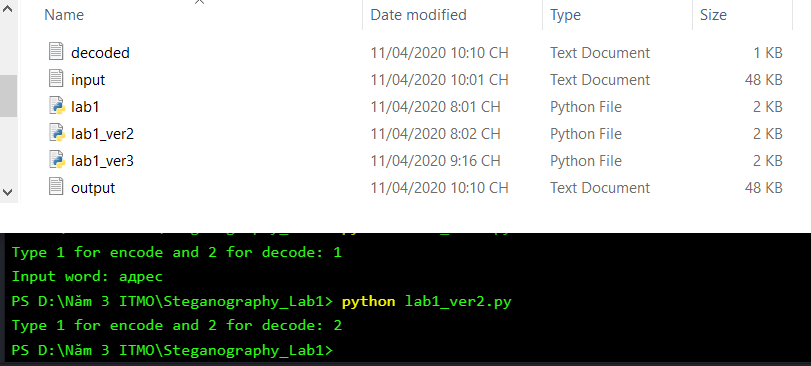 Name Date modified Type Size
decoded 11/04/2020 10:10 CH Text Document 1 KB
input 11/04/2020 10:01 CH Text Document 48 KB
lab1 11/04/2020 8:01 CH Python File 2 KB
lab1_ver2 11/04/2020 8:02 CH Python File 2 KB
lab1_ver3 11/04/2020 9:16 CH Python File 2 KB
output 11/04/2020 10:10 CH Text Document 48 KB
Type 1 for encode and 2 for decode: 1
Input word: адрес
PS D:\Năm 3 ITMO\Steganography_Lab1> python lab1_ver2.py
Type 1 for encode and 2 for decode: 2
PS D:\Năm 3 ITMO\Steganography_Lab1>